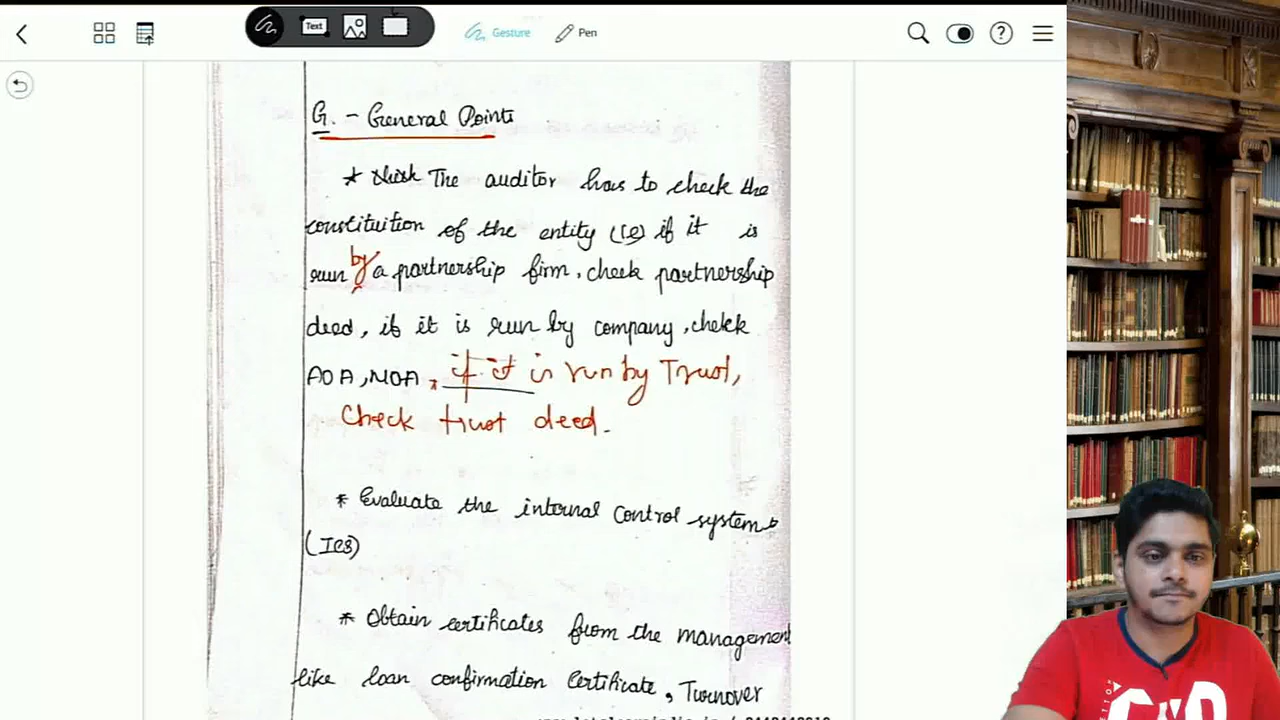 Text
Gesture
Pen
G. - General Points
* The auditor has to check the
constituition of the entity (ie) if it is
run by a partnership firm, check partnership
deed, if it is run by company, check
AOA, MOA, if it is run by Trust,
Check trust deed.
* Evaluate the internal control system
(ICS)
* Obtain certificates from the management
like loan confirmation certificate, Turnover